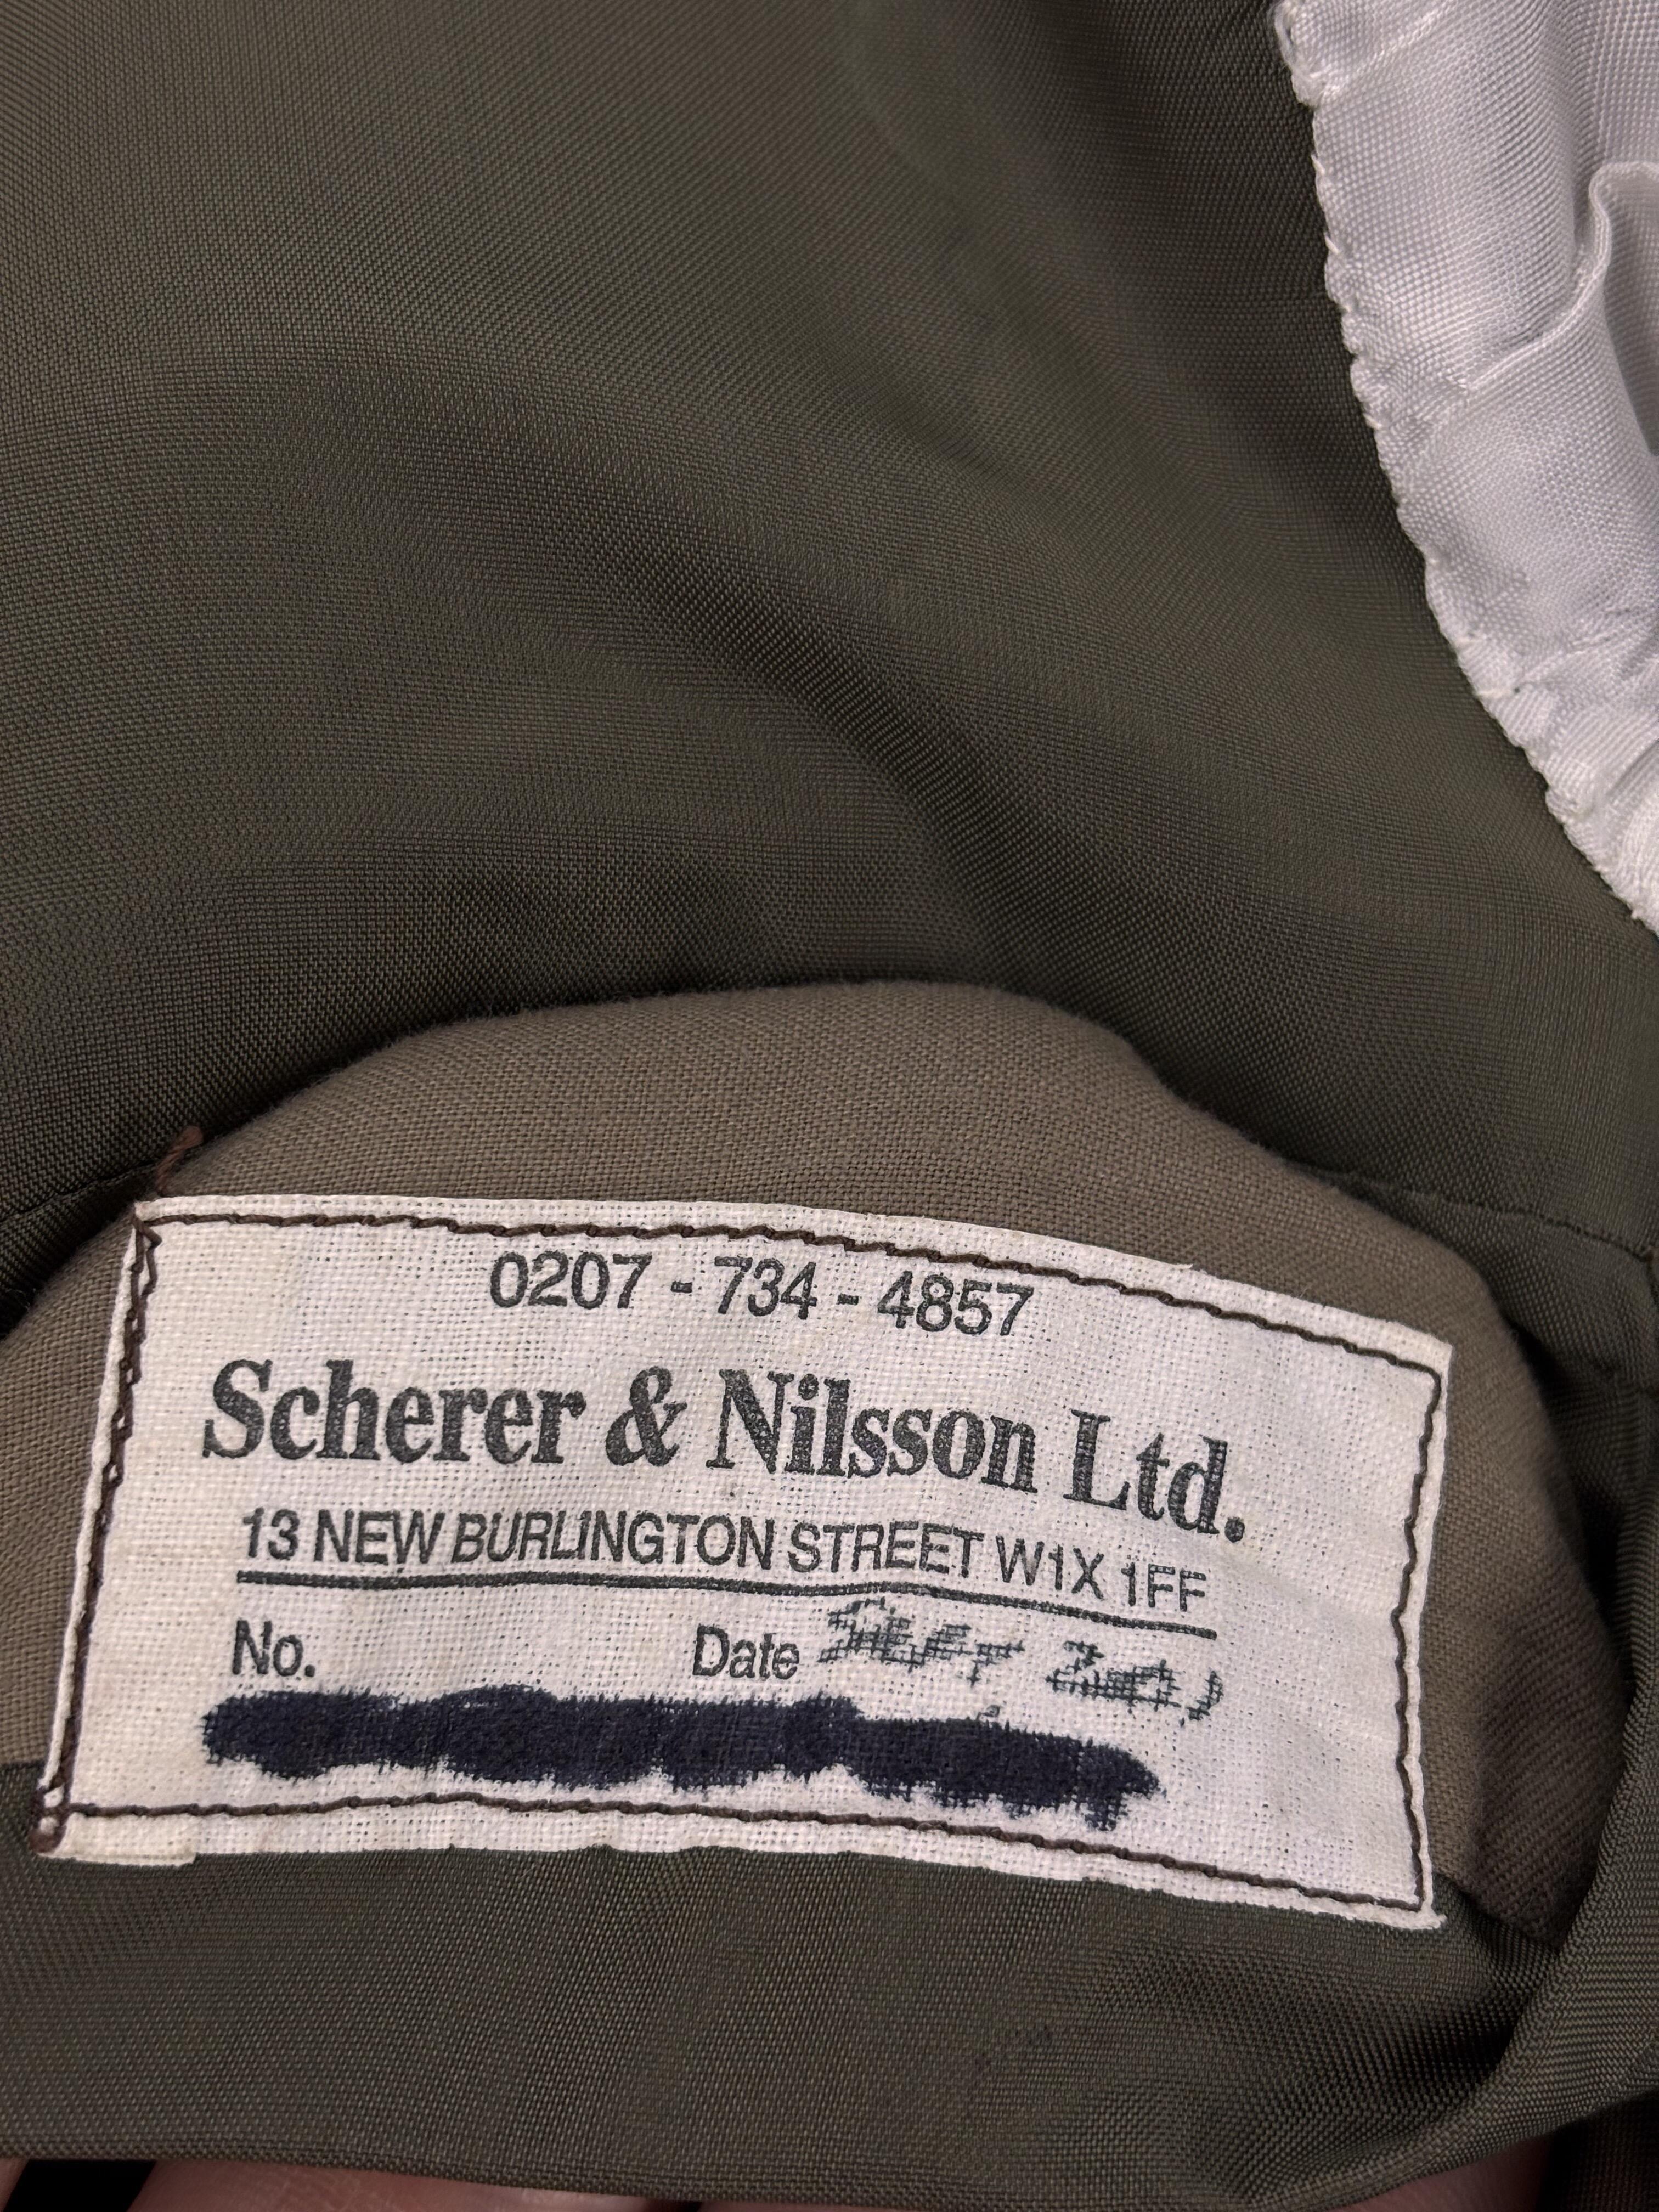 0207 - 734 - 4857
Scherer & Nilsson Ltd.
13 NEW BURLINGTON STREET W1X 1FF
No. Date